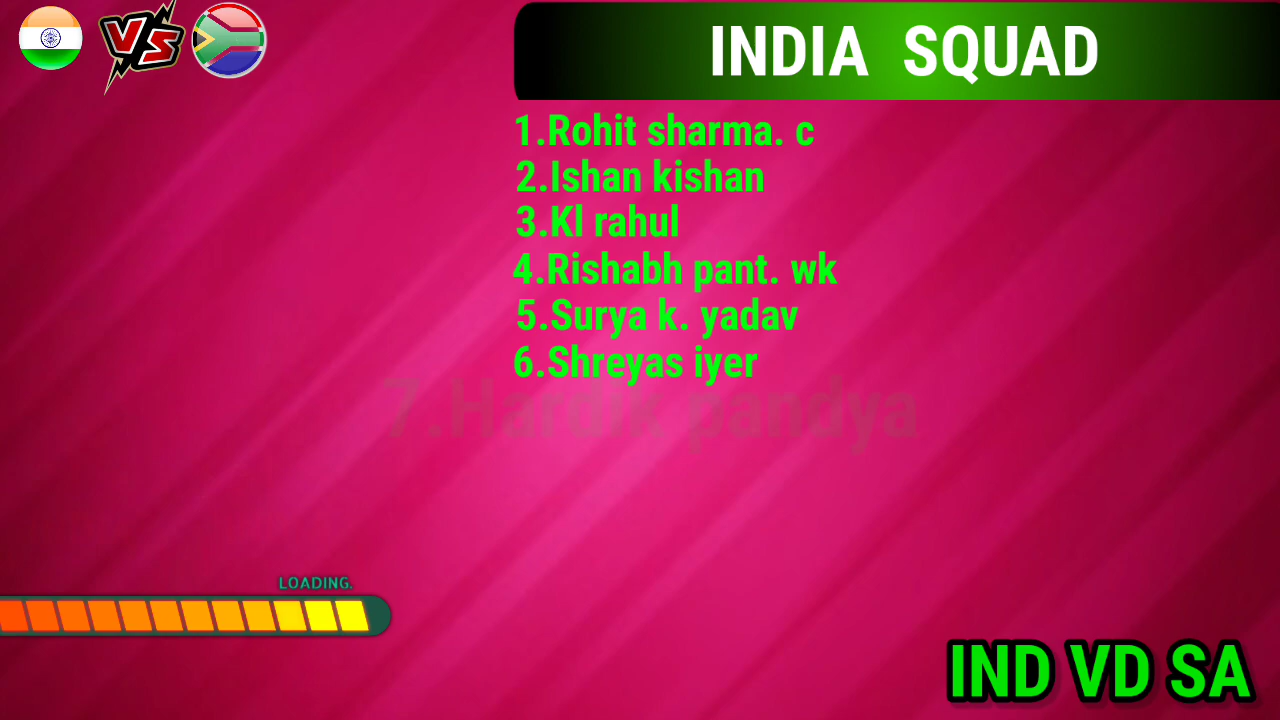 VS
INDIA SQUAD
1.Rohit sharma. c
2.Ishan kishan
3.Kl rahul
4.Rishabh pant. wk
5.Surya k. yadav
6.Shreyas iyer
7.Hardik pandya
LOADING.
IND VD SA